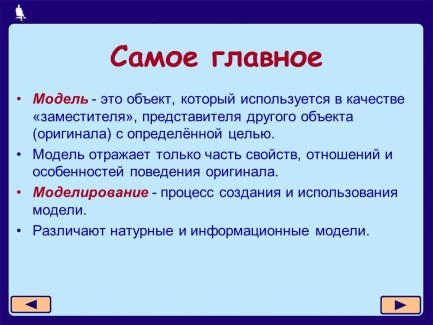 Самое главное
• Модель - это объект, который используется в качестве
«заместителя», представителя другого объекта
(оригинала) с определённой целью.
• Модель отражает только часть свойств, отношений и
особенностей поведения оригинала.
• Моделирование - процесс создания и использования
модели.
• Различают натурные и информационные модели.